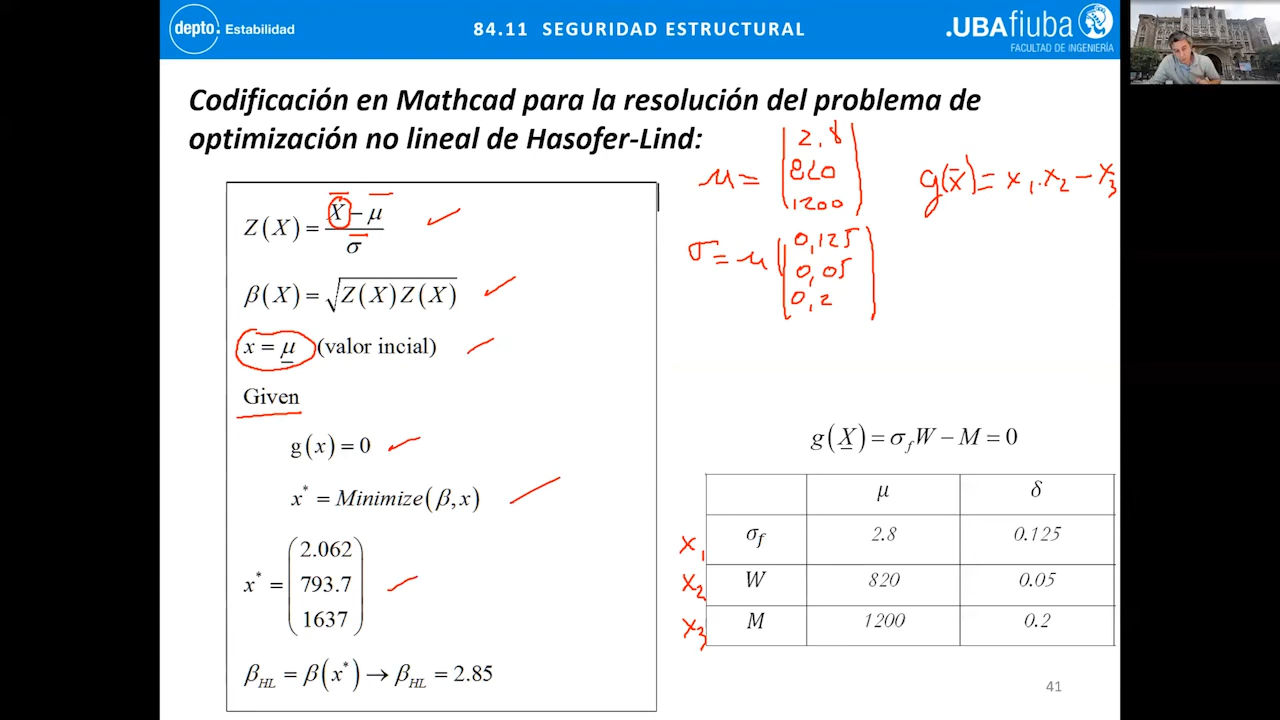 depto. Estabilidad
84.11 SEGURIDAD ESTRUCTURAL
.UBAfiuba
FACULTAD DE INGENIERÍA
Codificación en Mathcad para la resolución del problema de
optimización no lineal de Hasofer-Lind:
Z(X) = (X̅ − μ̅) / σ̅
β(X) = √Z(X)Z(X)
x = μ (valor incial)
Given
g(x) = 0
x* = Minimize(β,x)
x* = (2.062
793.7
1637)
β_HL = β(x*) → β_HL = 2.85
μ = [2,8
820
1200]
g(x̅) = x₁.x₂ − x₃
σ = μ [0,125
0,05
0,2]
g(X) = σ_f W − M = 0
μ δ
x₁ σ_f 2.8 0.125
x₂ W 820 0.05
x₃ M 1200 0.2
41